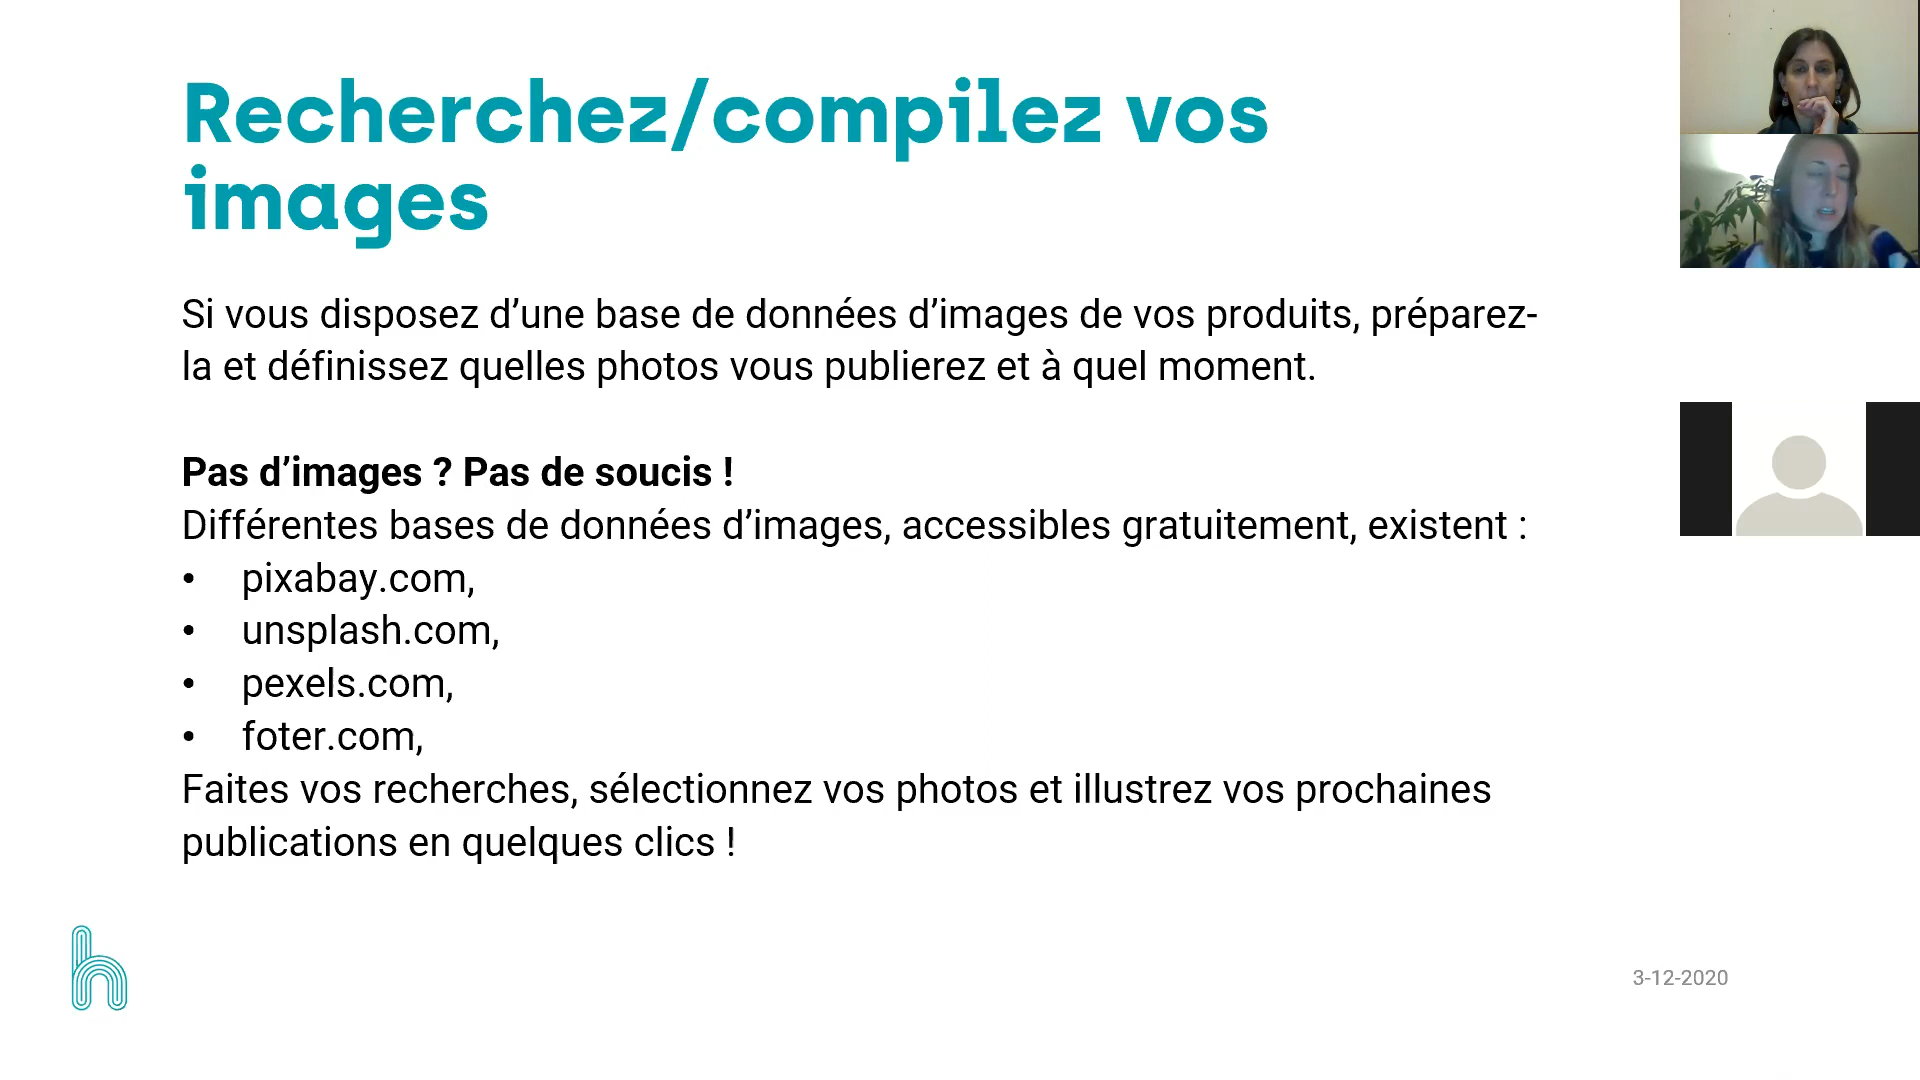 Recherchez/compilez vos
images
Si vous disposez d’une base de données d’images de vos produits, préparez-
la et définissez quelles photos vous publierez et à quel moment.
Pas d’images ? Pas de soucis !
Différentes bases de données d’images, accessibles gratuitement, existent :
• pixabay.com,
• unsplash.com,
• pexels.com,
• foter.com,
Faites vos recherches, sélectionnez vos photos et illustrez vos prochaines
publications en quelques clics !
h
3-12-2020